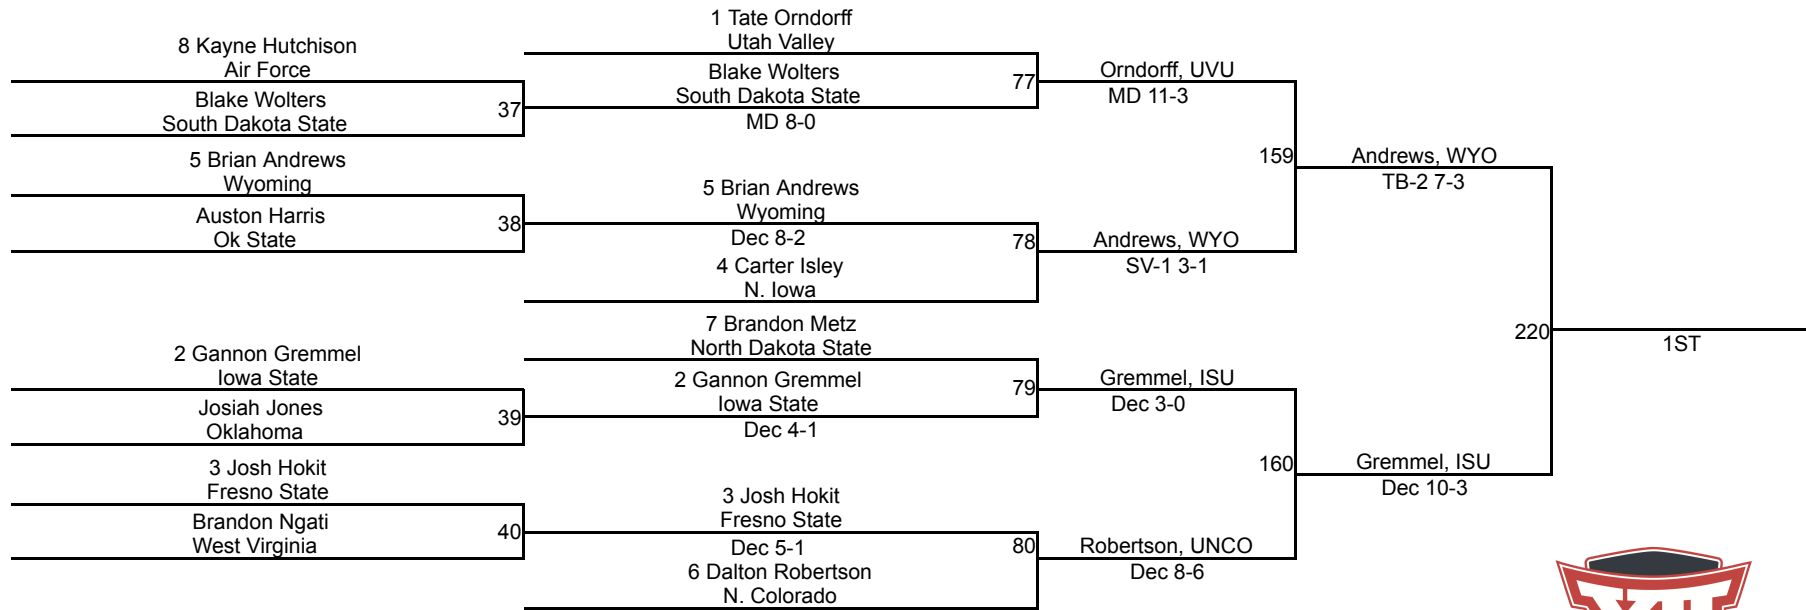 8 Kayne Hutchison
Air Force
Blake Wolters
South Dakota State
37
5 Brian Andrews
Wyoming
Auston Harris
Ok State
38
2 Gannon Gremmel
Iowa State
Josiah Jones
Oklahoma
39
3 Josh Hokit
Fresno State
Brandon Ngati
West Virginia
40
1 Tate Orndorff
Utah Valley
Blake Wolters
South Dakota State
MD 8-0
77
5 Brian Andrews
Wyoming
Dec 8-2
4 Carter Isley
N. Iowa
78
7 Brandon Metz
North Dakota State
2 Gannon Gremmel
Iowa State
Dec 4-1
79
3 Josh Hokit
Fresno State
Dec 5-1
6 Dalton Robertson
N. Colorado
80
Orndorff, UVU
MD 11-3
159
Andrews, WYO
SV-1 3-1
Gremmel, ISU
Dec 3-0
160
Robertson, UNCO
Dec 8-6
Andrews, WYO
TB-2 7-3
220
Gremmel, ISU
Dec 10-3
1ST